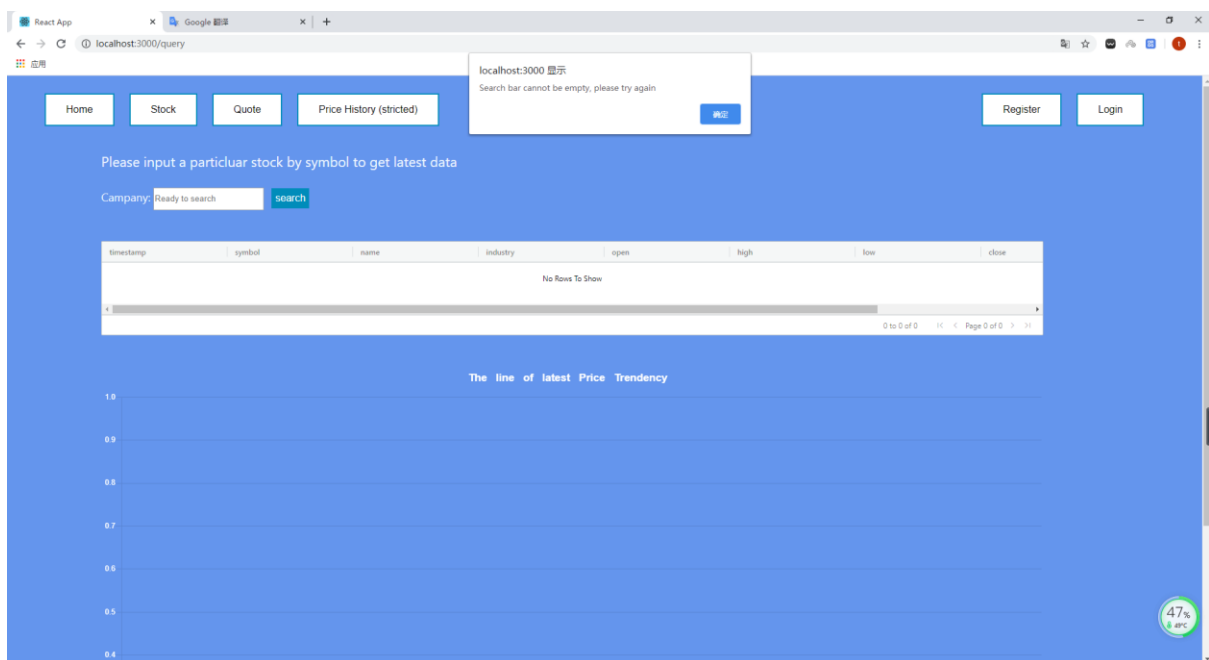 React App
Google 翻译
localhost:3000/query
应用
localhost:3000 显示
Search bar cannot be empty, please try again
确定
Home Stock Quote Price History (stricted) Register Login
Please input a particluar stock by symbol to get latest data
Campany: Ready to search search
timestamp symbol name industry open high low close
No Rows To Show
0 to 0 of 0 Page 0 of 0
The line of latest Price Trendency
1.0
0.9
0.8
0.7
0.6
0.5
0.4
47%
49°C